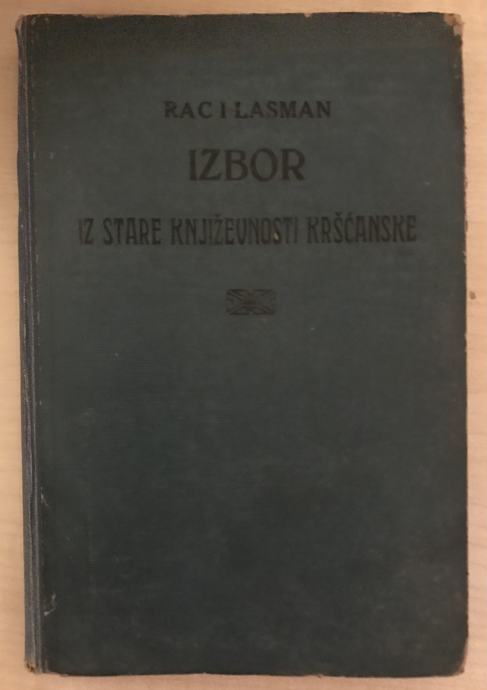 RAC I LASMAN
IZBOR
IZ STARE KNJIŽEVNOSTI KRŠĆANSKE